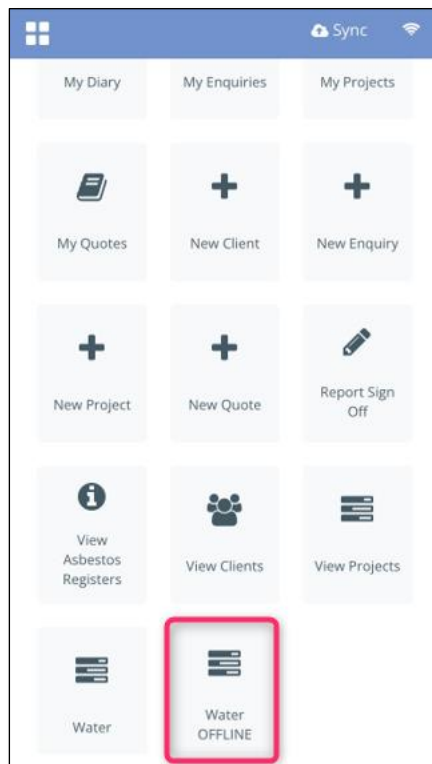 Sync
My Diary
My Enquiries
My Projects
My Quotes
New Client
New Enquiry
New Project
New Quote
Report Sign
Off
View
Asbestos
Registers
View Clients
View Projects
Water
Water
OFFLINE